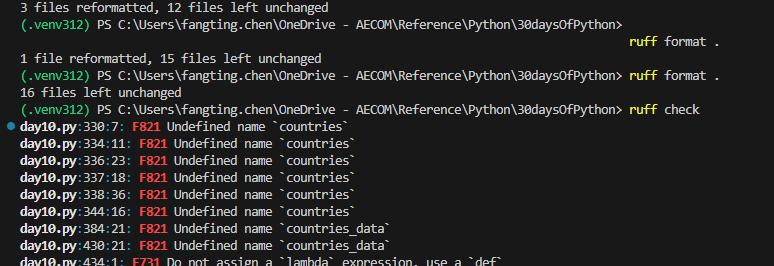 3 files reformatted, 12 files left unchanged
(.venv312) PS C:\Users\fangting.chen\OneDrive - AECOM\Reference\Python\30daysOfPython>
ruff format .
1 file reformatted, 15 files left unchanged
(.venv312) PS C:\Users\fangting.chen\OneDrive - AECOM\Reference\Python\30daysOfPython> ruff format .
16 files left unchanged
(.venv312) PS C:\Users\fangting.chen\OneDrive - AECOM\Reference\Python\30daysOfPython> ruff check
day10.py:330:7: F821 Undefined name `countries`
day10.py:334:11: F821 Undefined name `countries`
day10.py:336:23: F821 Undefined name `countries`
day10.py:337:18: F821 Undefined name `countries`
day10.py:338:36: F821 Undefined name `countries`
day10.py:344:16: F821 Undefined name `countries`
day10.py:384:21: F821 Undefined name `countries_data`
day10.py:430:21: F821 Undefined name `countries_data`
day10.py:434:1: E731 Do not assign a `lambda` expression, use a `def`